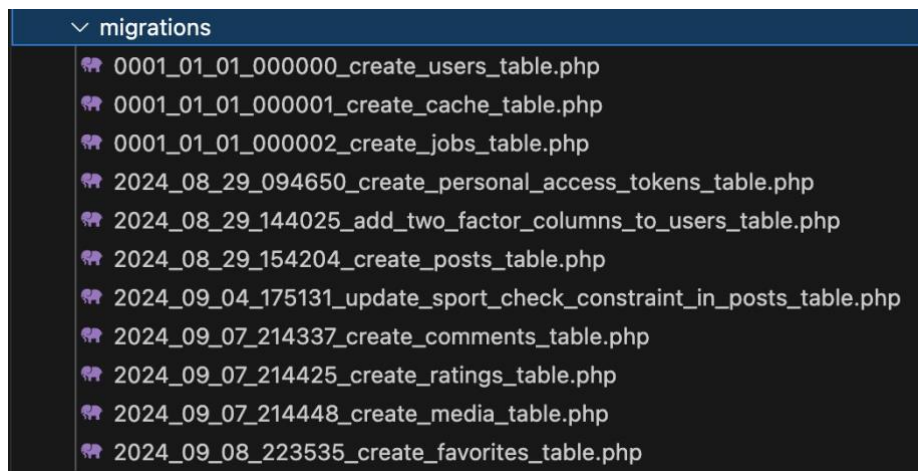 migrations
0001_01_01_000000_create_users_table.php
0001_01_01_000001_create_cache_table.php
0001_01_01_000002_create_jobs_table.php
2024_08_29_094650_create_personal_access_tokens_table.php
2024_08_29_144025_add_two_factor_columns_to_users_table.php
2024_08_29_154204_create_posts_table.php
2024_09_04_175131_update_sport_check_constraint_in_posts_table.php
2024_09_07_214337_create_comments_table.php
2024_09_07_214425_create_ratings_table.php
2024_09_07_214448_create_media_table.php
2024_09_08_223535_create_favorites_table.php